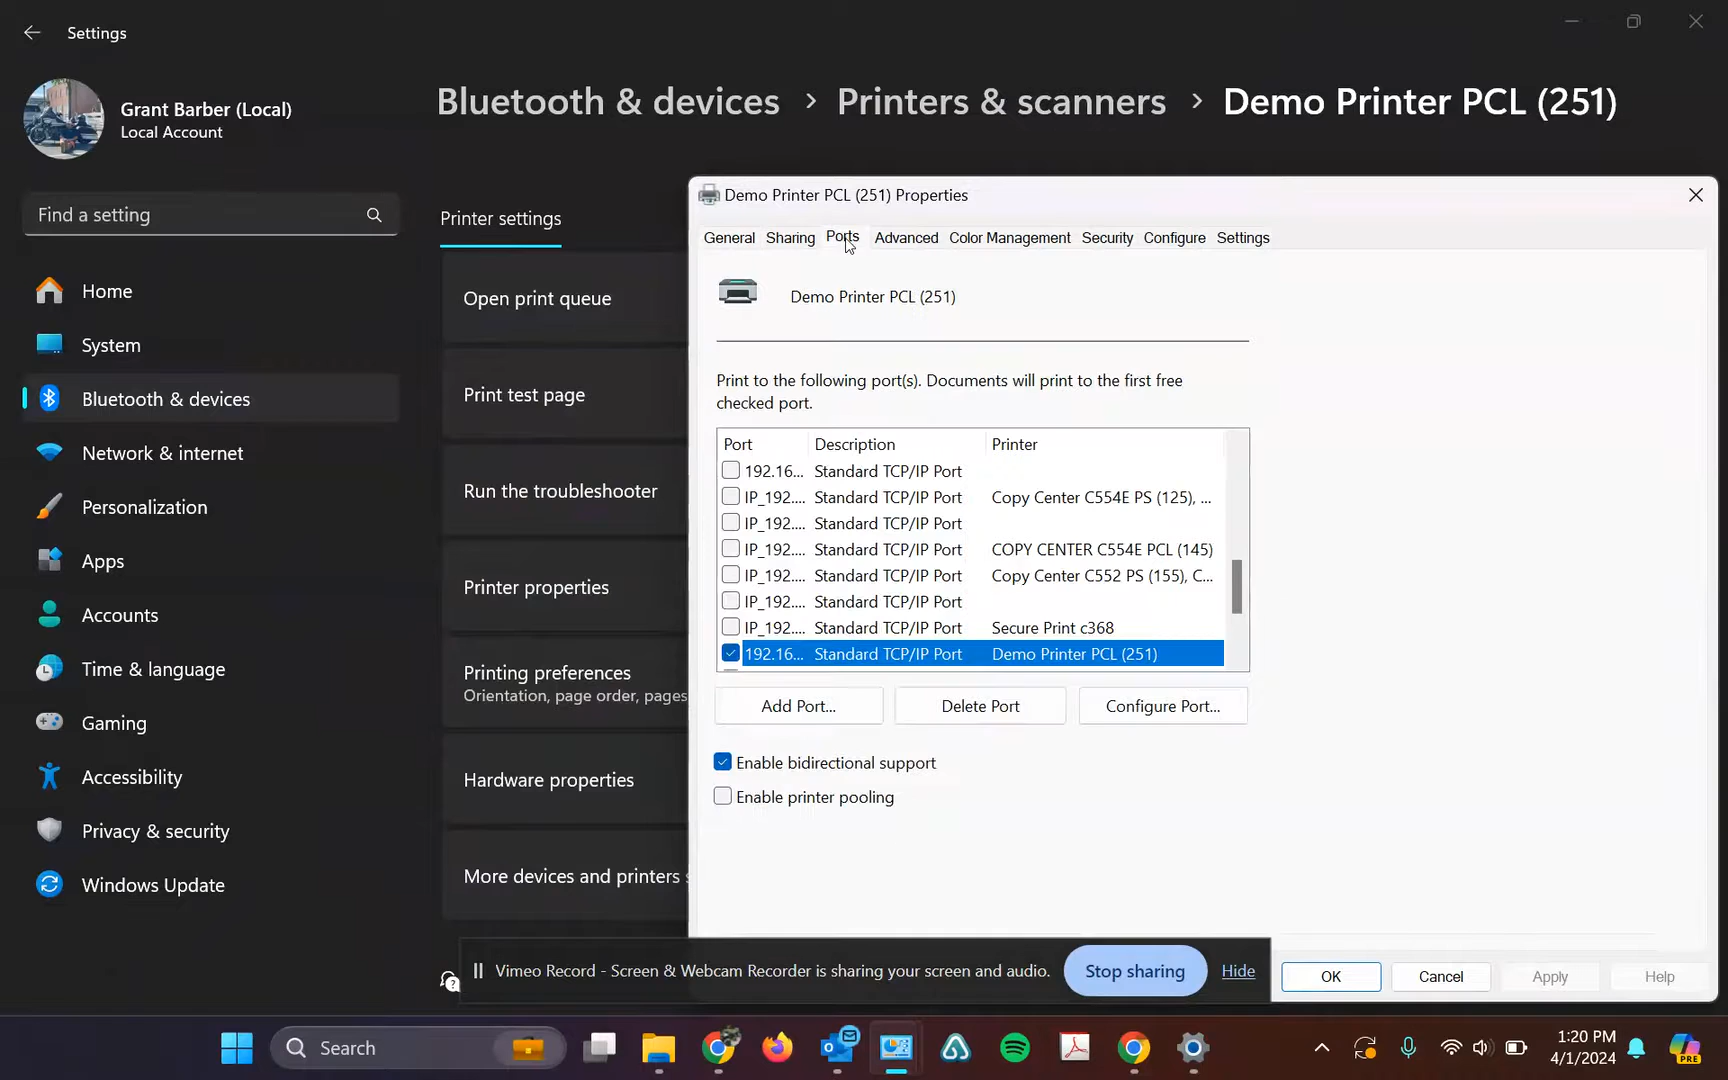 Settings
Grant Barber (Local)
Local Account
Find a setting
Home
System
Bluetooth & devices
Network & internet
Personalization
Apps
Accounts
Time & language
Gaming
Accessibility
Privacy & security
Windows Update
Bluetooth & devices > Printers & scanners > Demo Printer PCL (251)
Printer settings
Open print queue
Print test page
Run the troubleshooter
Printer properties
Printing preferences
Orientation, page order, pages
Hardware properties
More devices and printers s
Demo Printer PCL (251) Properties
General Sharing Ports Advanced Color Management Security Configure Settings
Demo Printer PCL (251)
Print to the following port(s). Documents will print to the first free
checked port.
Port Description Printer
192.16... Standard TCP/IP Port
IP_192.... Standard TCP/IP Port Copy Center C554E PS (125), ...
IP_192.... Standard TCP/IP Port
IP_192.... Standard TCP/IP Port COPY CENTER C554E PCL (145)
IP_192.... Standard TCP/IP Port Copy Center C552 PS (155), C...
IP_192.... Standard TCP/IP Port
IP_192.... Standard TCP/IP Port Secure Print c368
192.16... Standard TCP/IP Port Demo Printer PCL (251)
Add Port... Delete Port Configure Port...
Enable bidirectional support
Enable printer pooling
Vimeo Record - Screen & Webcam Recorder is sharing your screen and audio. Stop sharing Hide
OK Cancel Apply Help
Search
PRE
1:20 PM
4/1/2024